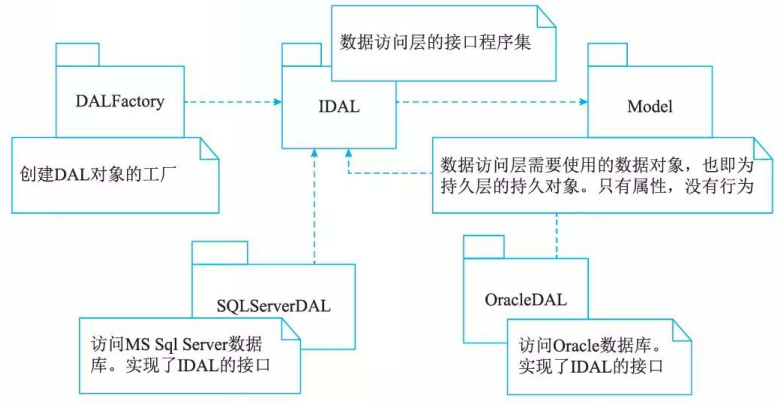 数据访问层的接口程序集
DALFactory
IDAL
Model
创建DAL对象的工厂
数据访问层需要使用的数据对象，也即为
持久层的持久对象。只有属性，没有行为
SQLServerDAL
OracleDAL
访问MS Sql Server数据
库。实现了IDAL的接口
访问Oracle数据库。
实现了IDAL的接口